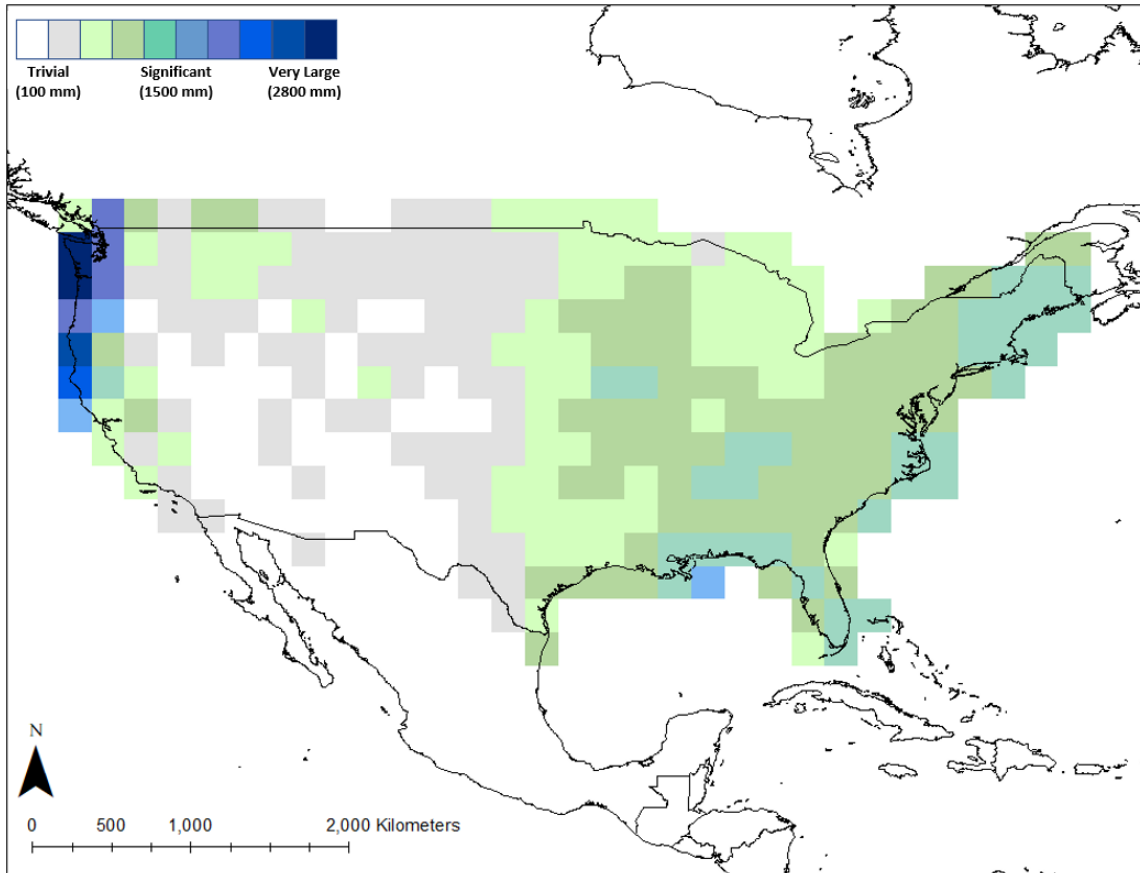 Trivial Significant Very Large
(100 mm) (1500 mm) (2800 mm)
N
0 500 1,000 2,000 Kilometers